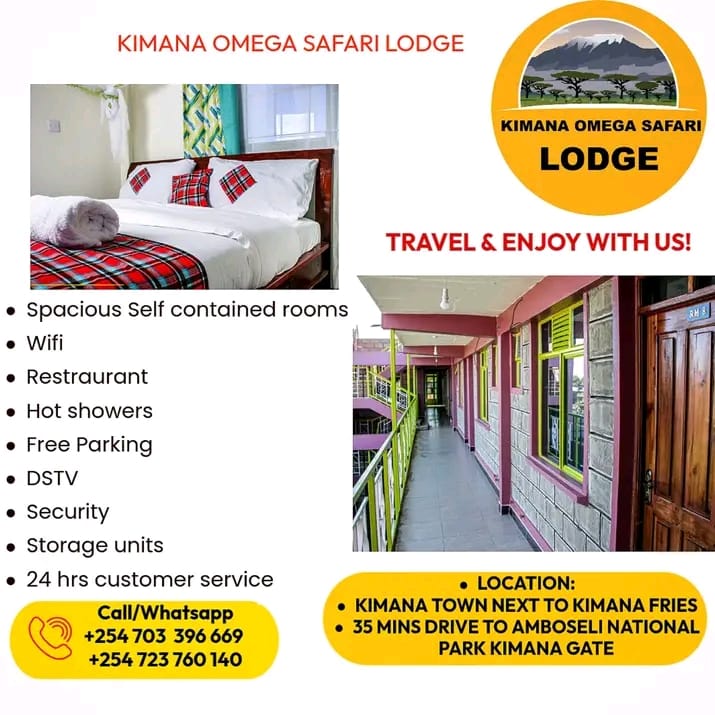 KIMANA OMEGA SAFARI LODGE
KIMANA OMEGA SAFARI
LODGE
TRAVEL & ENJOY WITH US!
• Spacious Self contained rooms
• Wifi
• Restraurant
• Hot showers
• Free Parking
• DSTV
• Security
• Storage units
• 24 hrs customer service
RM 8
Call/Whatsapp
+254 703 396 669
+254 723 760 140
• LOCATION:
• KIMANA TOWN NEXT TO KIMANA FRIES
• 35 MINS DRIVE TO AMBOSELI NATIONAL
PARK KIMANA GATE